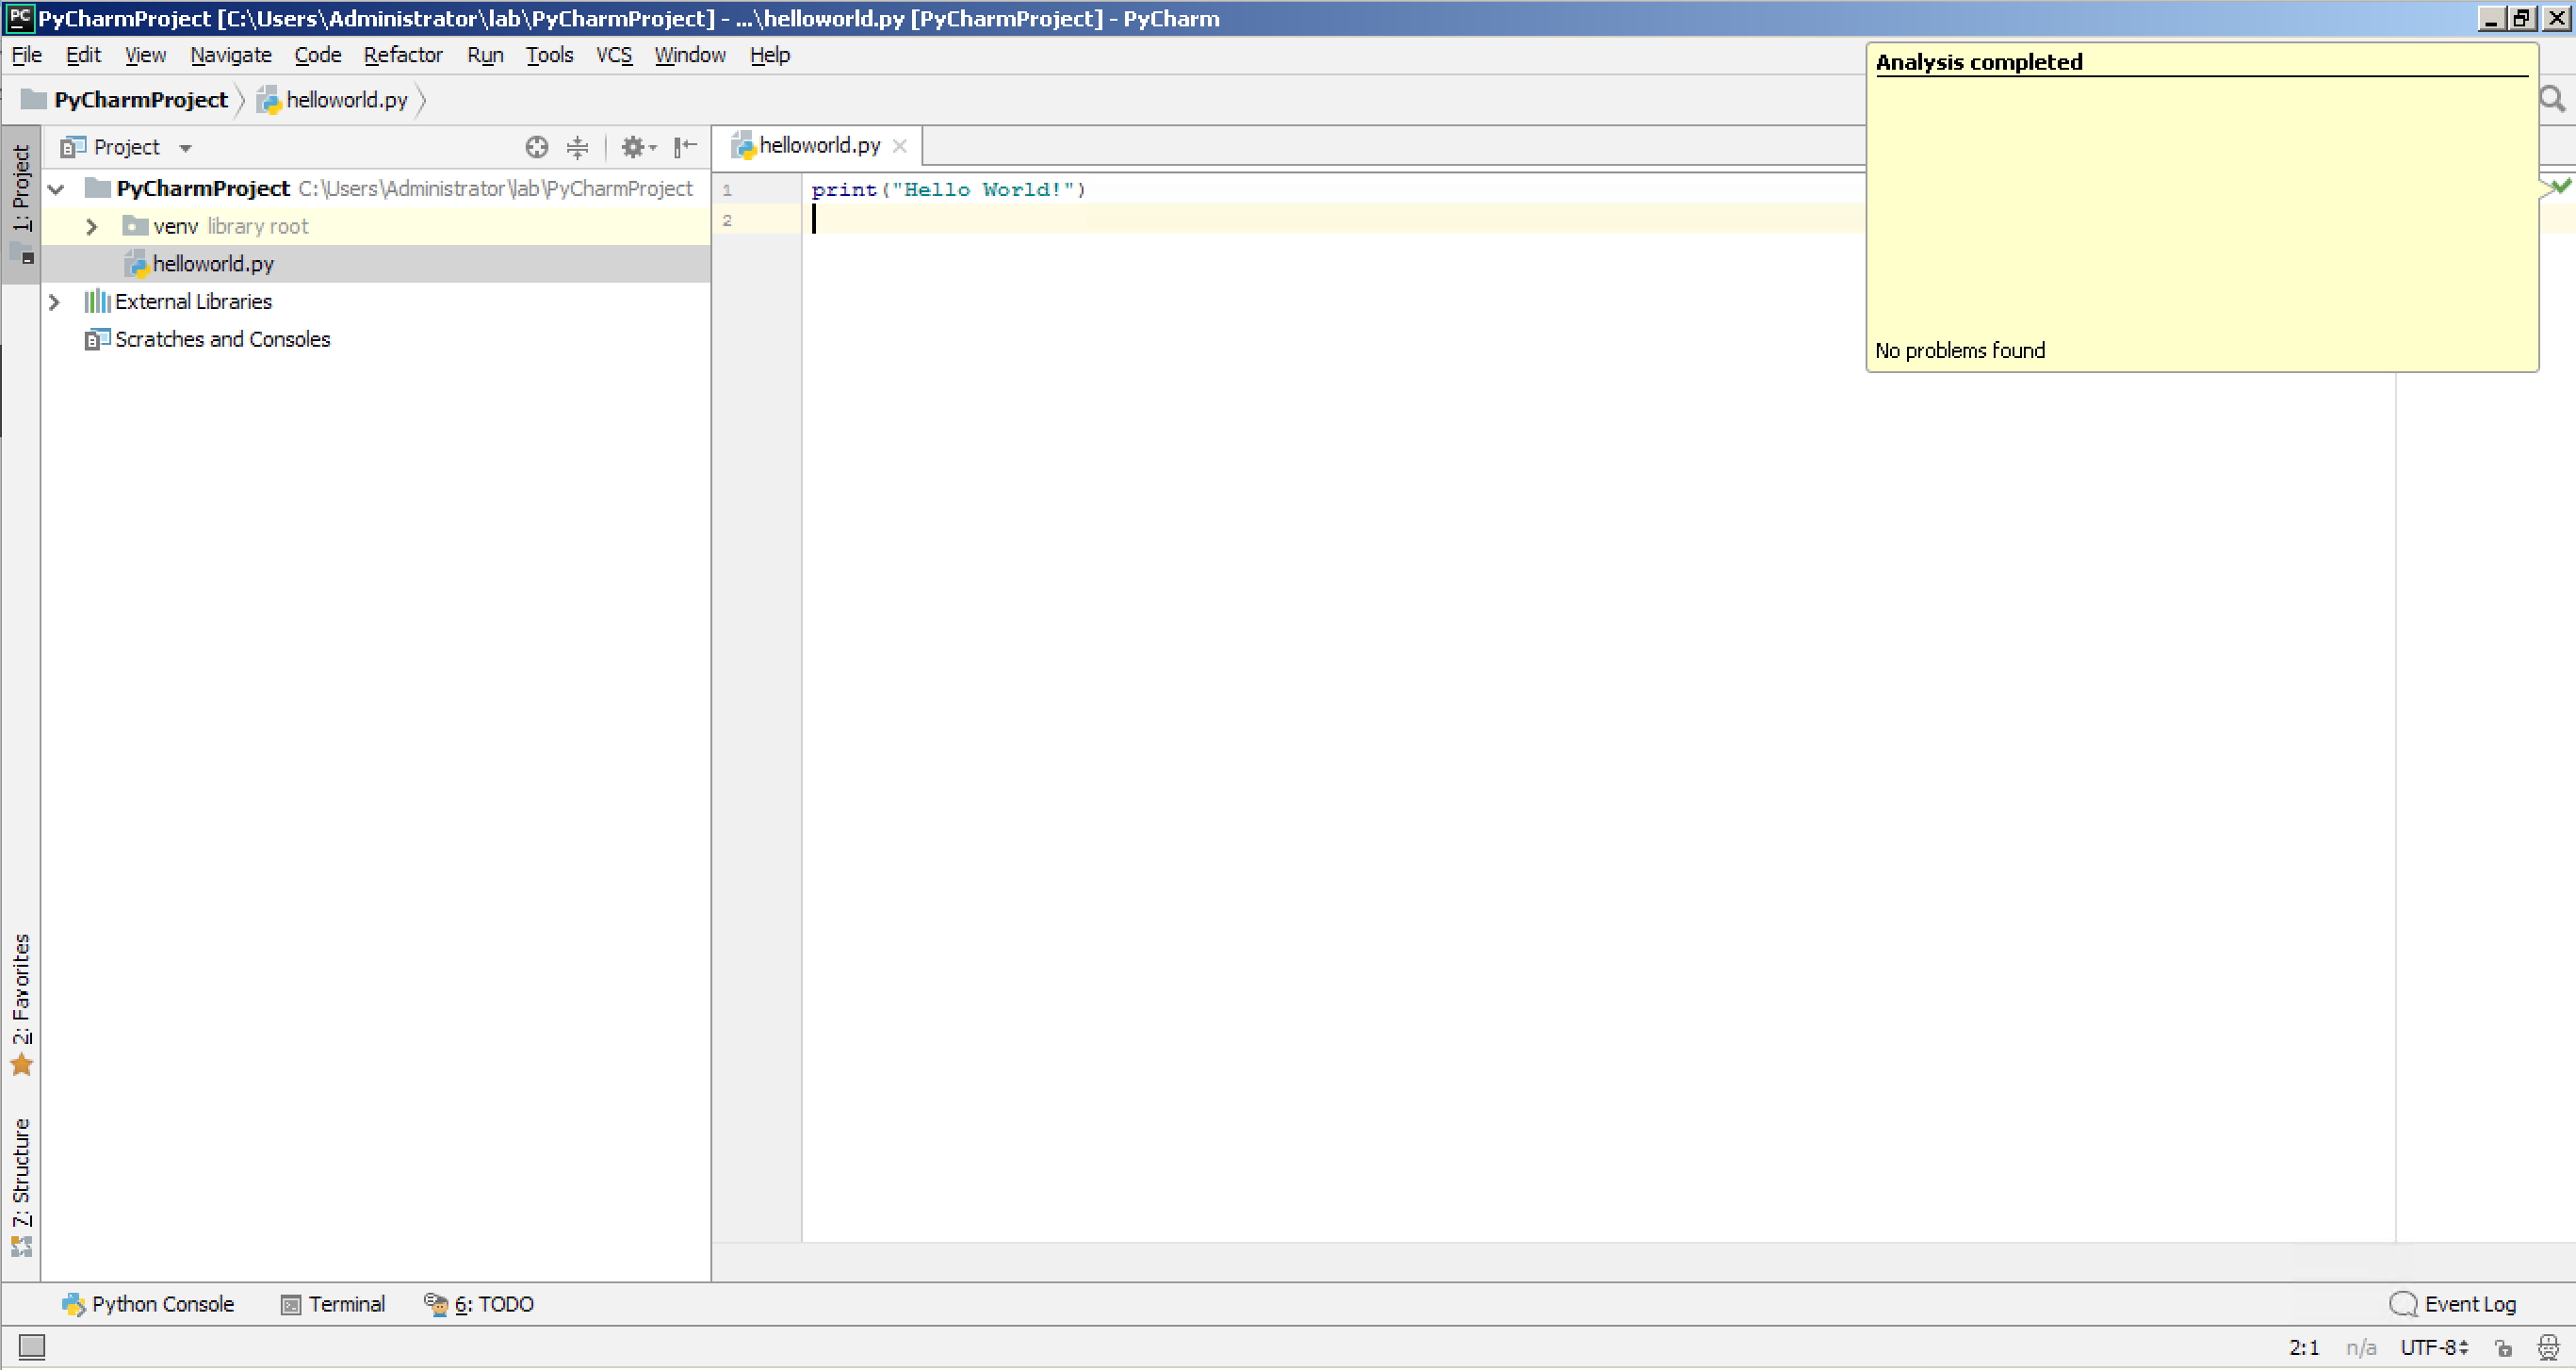 PyCharmProject [C:\Users\Administrator\lab\PyCharmProject] - ...\helloworld.py [PyCharmProject] - PyCharm
File Edit View Navigate Code Refactor Run Tools VCS Window Help
PyCharmProject helloworld.py
Analysis completed
No problems found
1: Project
Project
helloworld.py
PyCharmProject C:\Users\Administrator\lab\PyCharmProject
venv library root
helloworld.py
External Libraries
Scratches and Consoles
1 print("Hello World!")
2
2: Favorites
7: Structure
Python Console Terminal 6: TODO Event Log
2:1 n/a UTF-8